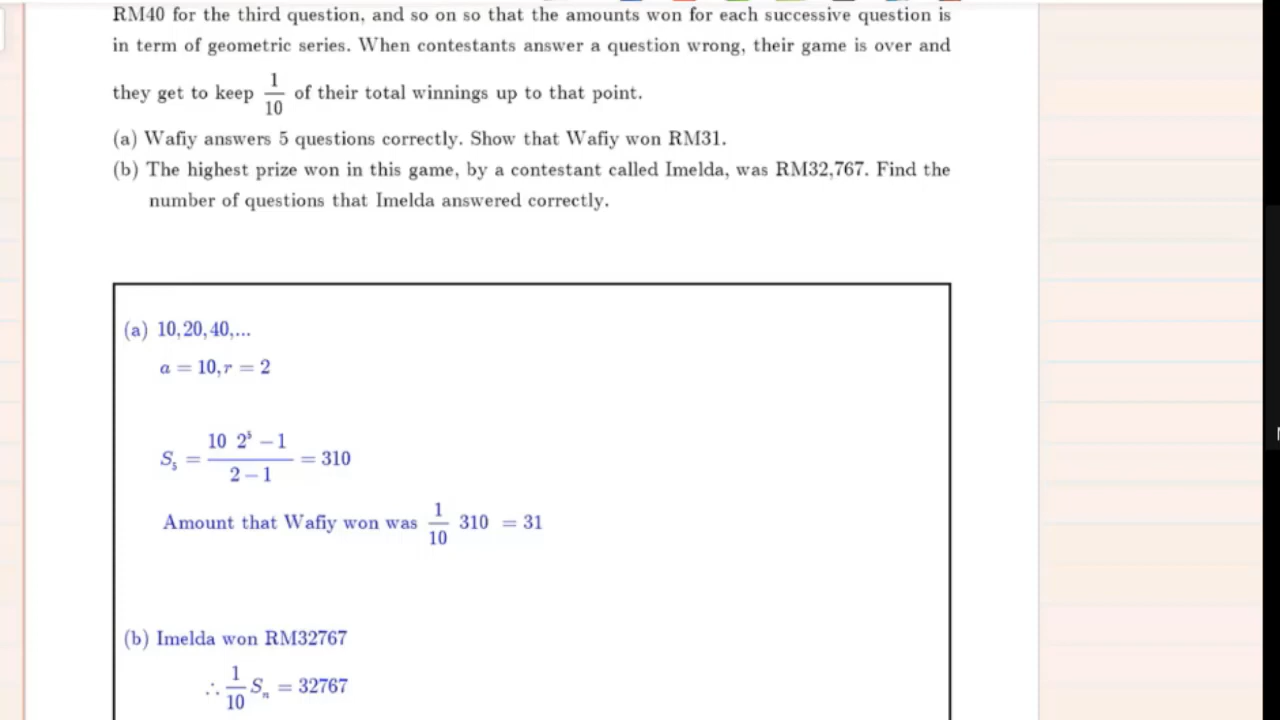 RM40 for the third question, and so on so that the amounts won for each successive question is
in term of geometric series. When contestants answer a question wrong, their game is over and
they get to keep 1/10 of their total winnings up to that point.
(a) Wafiy answers 5 questions correctly. Show that Wafiy won RM31.
(b) The highest prize won in this game, by a contestant called Imelda, was RM32,767. Find the
number of questions that Imelda answered correctly.
(a) 10,20,40,...
a = 10,r = 2
S₅ = 10 2⁵ − 1 / 2 − 1 = 310
Amount that Wafiy won was 1/10 310 = 31
(b) Imelda won RM32767
∴ 1/10 Sₙ = 32767